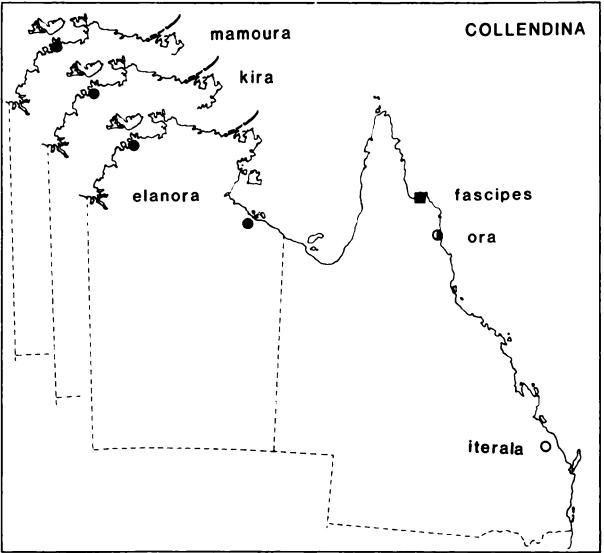 mamoura
COLLENDINA
kira
elanora
fascipes
ora
iterala